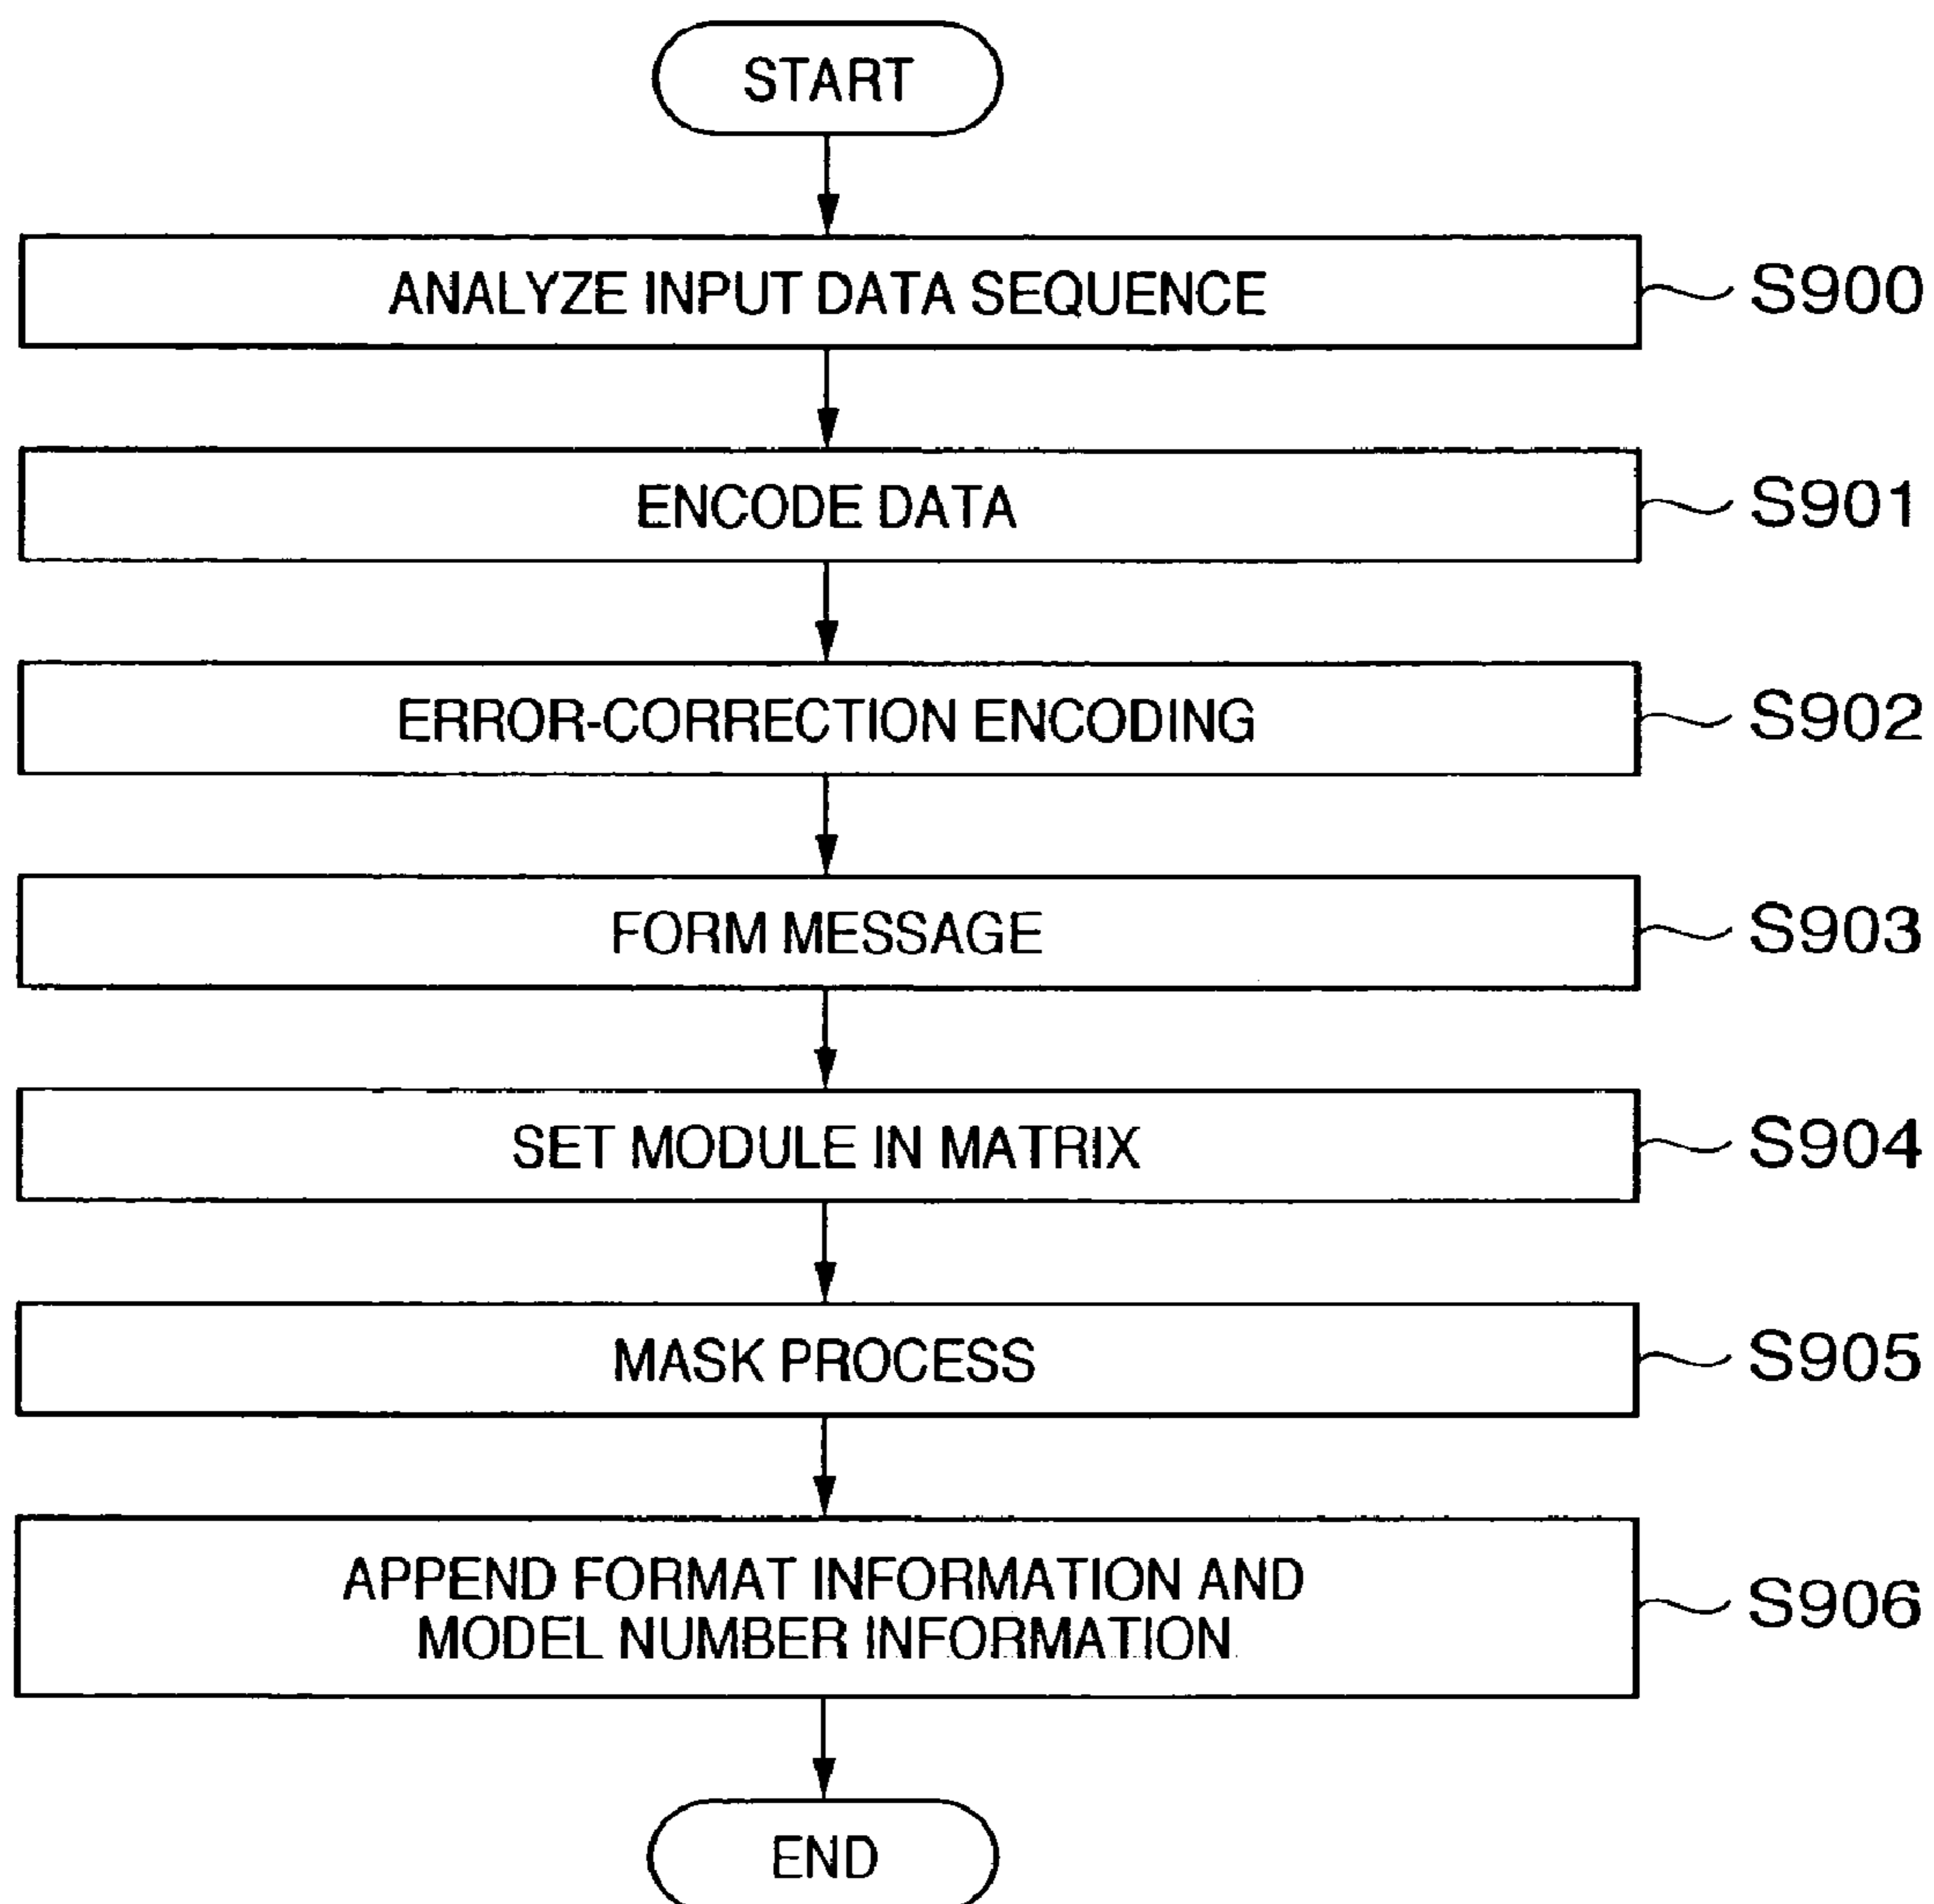 START
ANALYZE INPUT DATA SEQUENCE
S900
ENCODE DATA
S901
ERROR-CORRECTION ENCODING
S902
FORM MESSAGE
S903
SET MODULE IN MATRIX
S904
MASK PROCESS
S905
APPEND FORMAT INFORMATION AND
MODEL NUMBER INFORMATION
S906
END